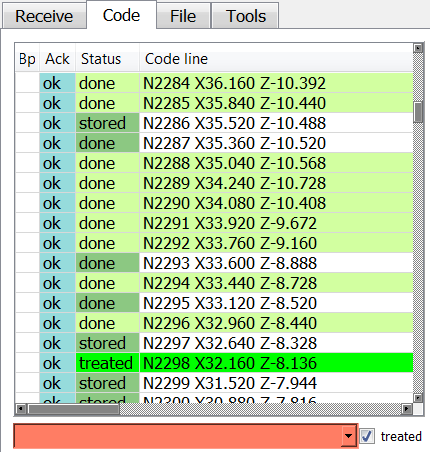 Receive Code File Tools
Bp Ack Status Code line
ok done N2284 X36.160 Z-10.392
ok done N2285 X35.840 Z-10.440
ok stored N2286 X35.520 Z-10.488
ok done N2287 X35.360 Z-10.520
ok done N2288 X35.040 Z-10.568
ok done N2289 X34.240 Z-10.728
ok done N2290 X34.080 Z-10.408
ok done N2291 X33.920 Z-9.672
ok done N2292 X33.760 Z-9.160
ok done N2293 X33.600 Z-8.888
ok done N2294 X33.440 Z-8.728
ok done N2295 X33.120 Z-8.520
ok done N2296 X32.960 Z-8.440
ok stored N2297 X32.640 Z-8.328
ok treated N2298 X32.160 Z-8.136
ok stored N2299 X31.520 Z-7.944
ok stored N2300 X30.880 Z-7.816
treated